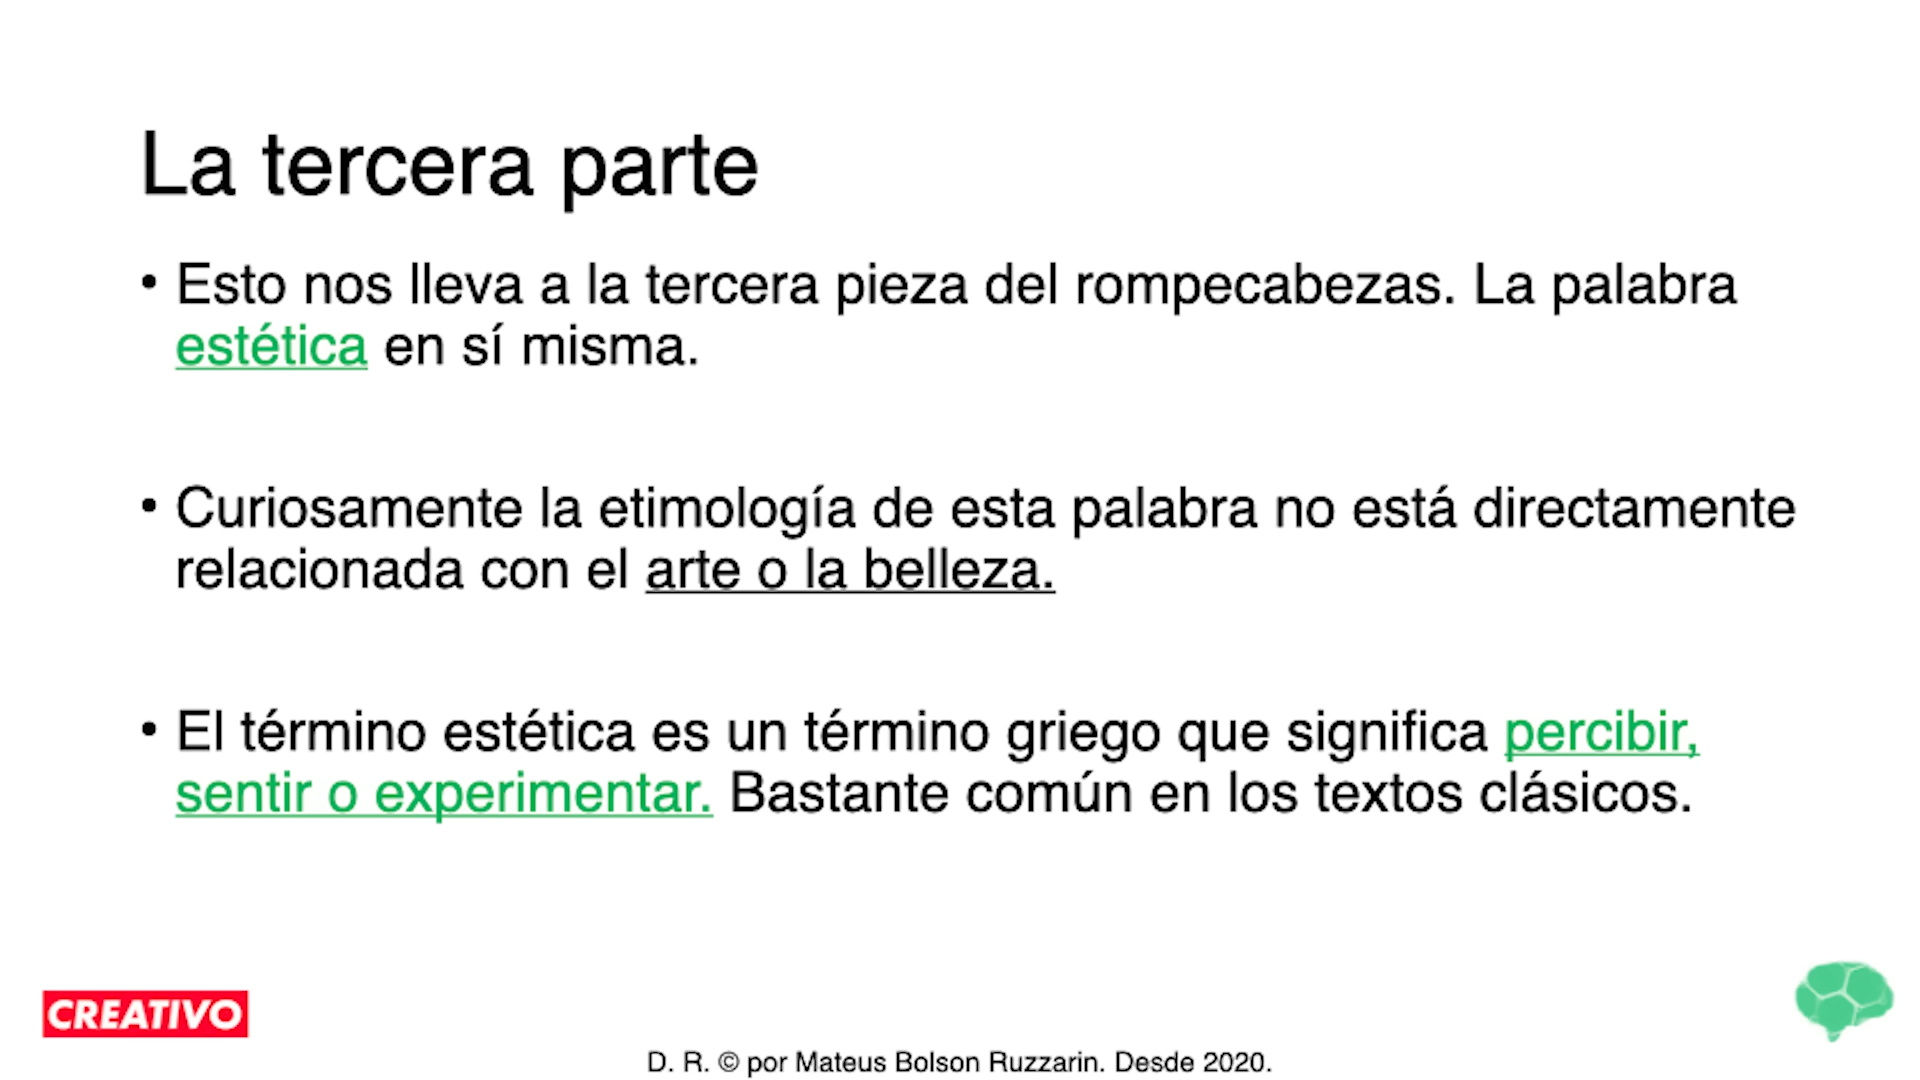 La tercera parte
• Esto nos lleva a la tercera pieza del rompecabezas. La palabra
estética en sí misma.
• Curiosamente la etimología de esta palabra no está directamente
relacionada con el arte o la belleza.
• El término estética es un término griego que significa percibir,
sentir o experimentar. Bastante común en los textos clásicos.
CREATIVO
D. R. © por Mateus Bolson Ruzzarin. Desde 2020.